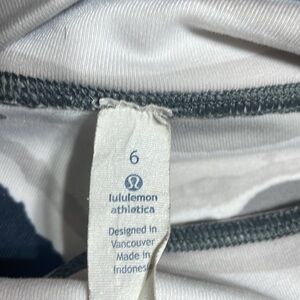 6
lululemon
athletica
Designed in
Vancouver
Made in
Indonesia